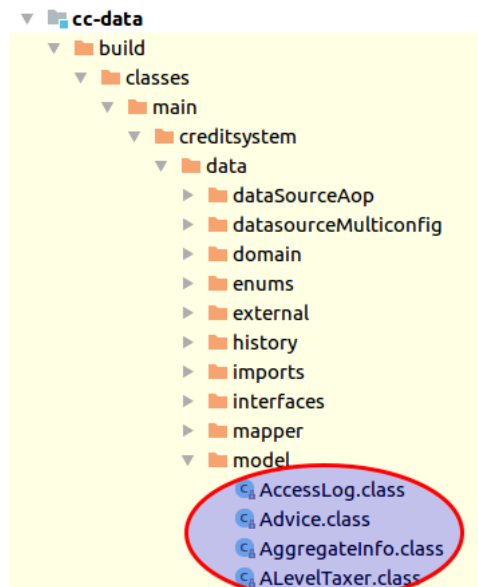 cc-data
build
classes
main
creditsystem
data
dataSourceAop
datasourceMulticonfig
domain
enums
external
history
imports
interfaces
mapper
model
AccessLog.class
Advice.class
AggregateInfo.class
ALevelTaxer.class